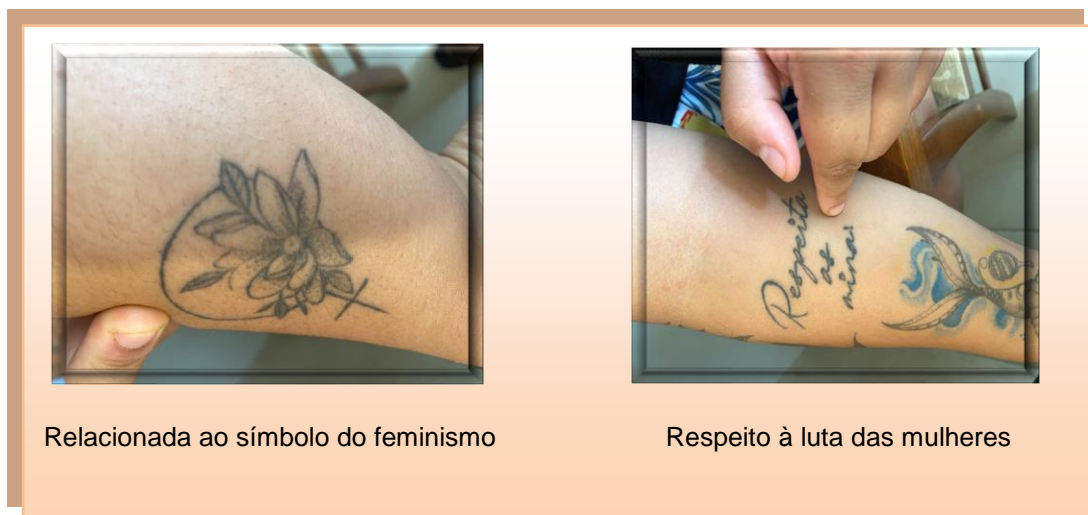 Respeita
as
minas
Relacionada ao símbolo do feminismo
Respeito à luta das mulheres